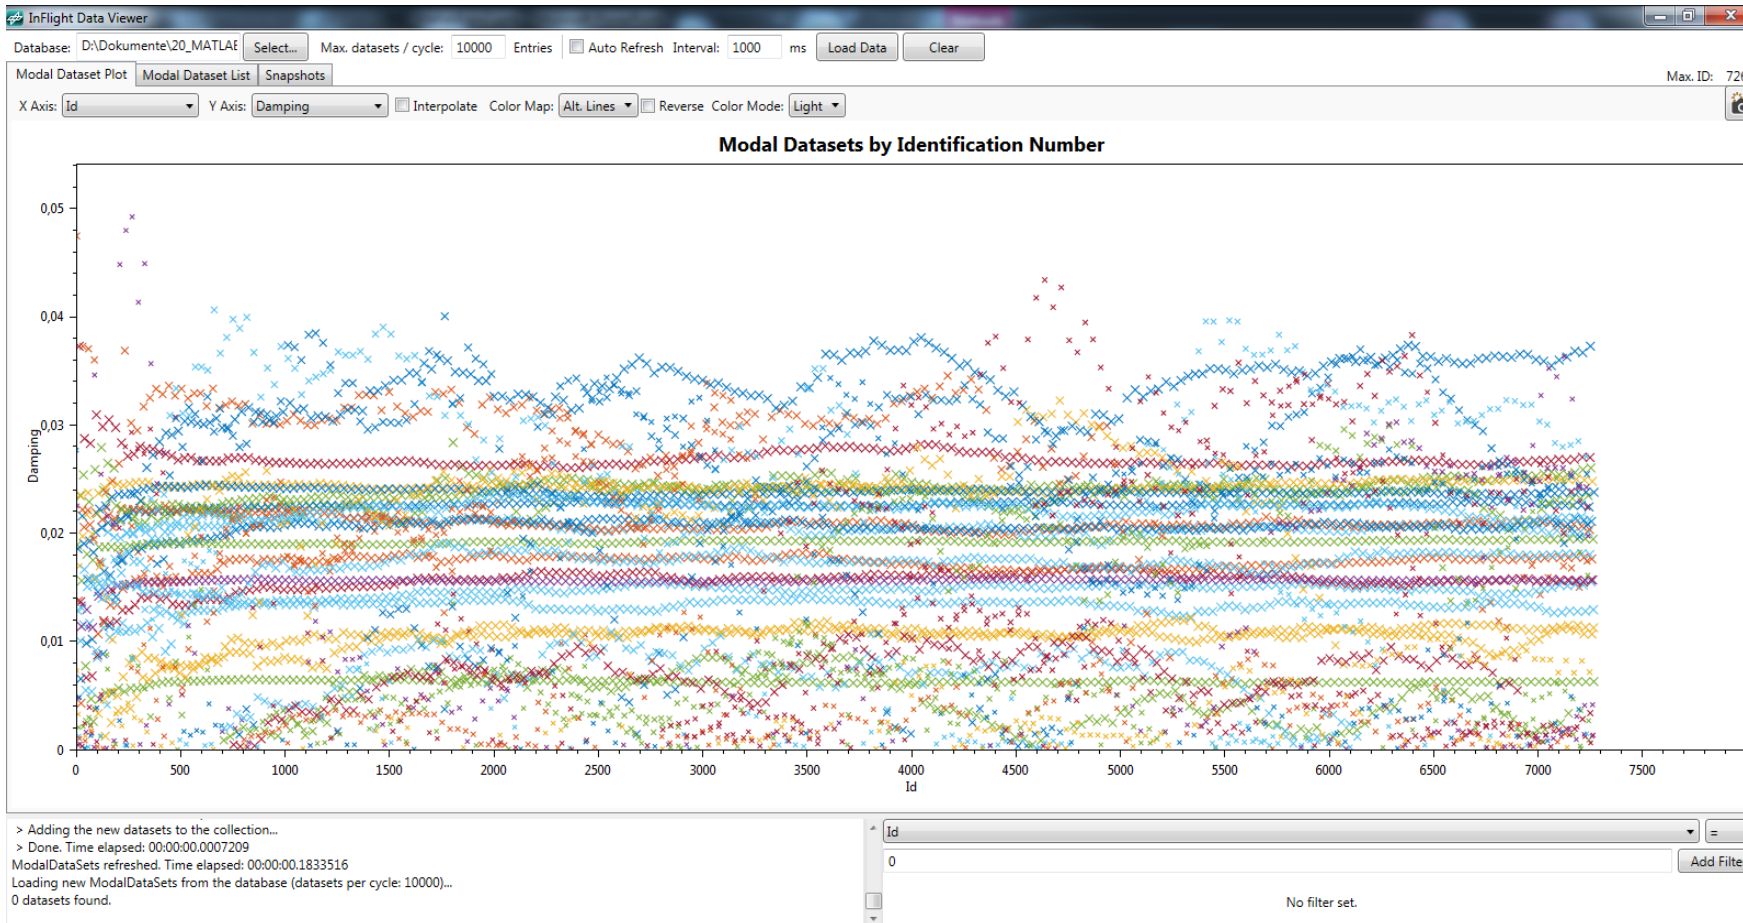 InFlight Data Viewer
Database: D:\Dokumente\20_MATLAB Select... Max. datasets / cycle: 10000 Entries Auto Refresh Interval: 1000 ms Load Data Clear
Modal Dataset Plot Modal Dataset List Snapshots Max. ID: 726
X Axis: Id Y Axis: Damping Interpolate Color Map: Alt. Lines Reverse Color Mode: Light
Modal Datasets by Identification Number
0,05
0,04
0,03
Damping
0,02
0,01
0
0 500 1000 1500 2000 2500 3000 3500 4000 4500 5000 5500 6000 6500 7000 7500
Id
> Adding the new datasets to the collection...
> Done. Time elapsed: 00:00:00.0007209
ModalDataSets refreshed. Time elapsed: 00:00:00.1833516
Loading new ModalDataSets from the database (datasets per cycle: 10000)...
0 datasets found.
Id =
0 Add Filte
No filter set.